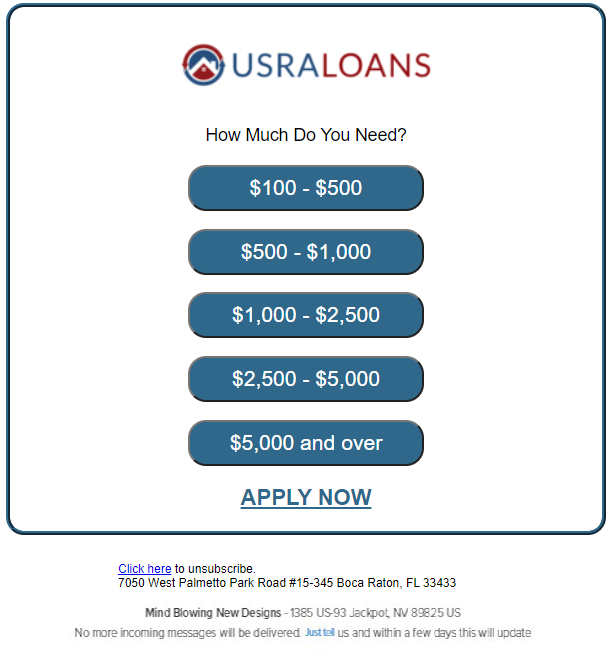 USRALOANS
How Much Do You Need?
$100 - $500
$500 - $1,000
$1,000 - $2,500
$2,500 - $5,000
$5,000 and over
APPLY NOW
Click here to unsubscribe.
7050 West Palmetto Park Road #15-345 Boca Raton, FL 33433
Mind Blowing New Designs - 1385 US-93 Jackpot, NV 89825 US
No more incoming messages will be delivered. Just tell us and within a few days this will update